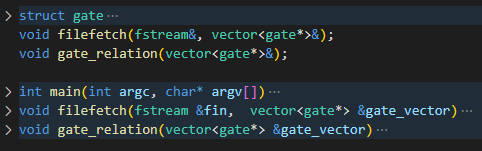 struct gate ...
void filefetch(fstream&, vector<gate*>&);
void gate_relation(vector<gate*>&);
int main(int argc, char* argv[]) ...
void filefetch(fstream &fin,  vector<gate*> &gate_vector) ...
void gate_relation(vector<gate*> &gate_vector) ...